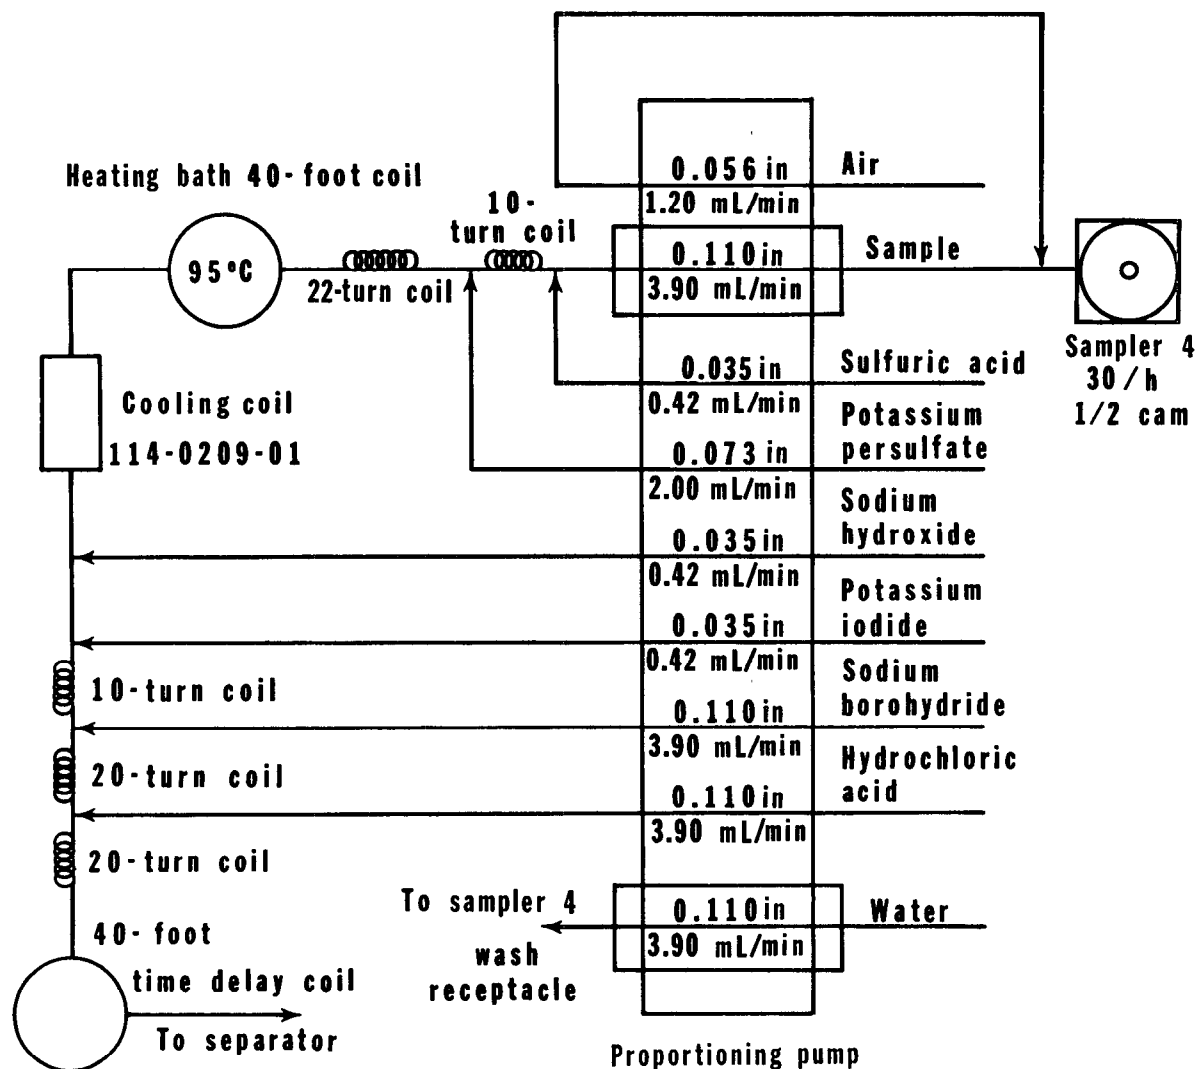 0.056 in
Air
1.20 mL/min
Heating bath 40-foot coil
10-
turn coil
95°C
22-turn coil
0.110 in
3.90 mL/min
Sample
Sampler 4
30/h
1/2 cam
0.035 in
0.42 mL/min
Sulfuric acid
Cooling coil
114-0209-01
Potassium
persulfate
0.073 in
2.00 mL/min
Sodium
hydroxide
0.035 in
0.42 mL/min
Potassium
iodide
0.035 in
0.42 mL/min
10-turn coil
Sodium
borohydride
0.110 in
3.90 mL/min
20-turn coil
Hydrochloric
acid
0.110 in
3.90 mL/min
20-turn coil
To sampler 4
wash
receptacle
0.110 in
3.90 mL/min
Water
40-foot
time delay coil
To separator
Proportioning pump